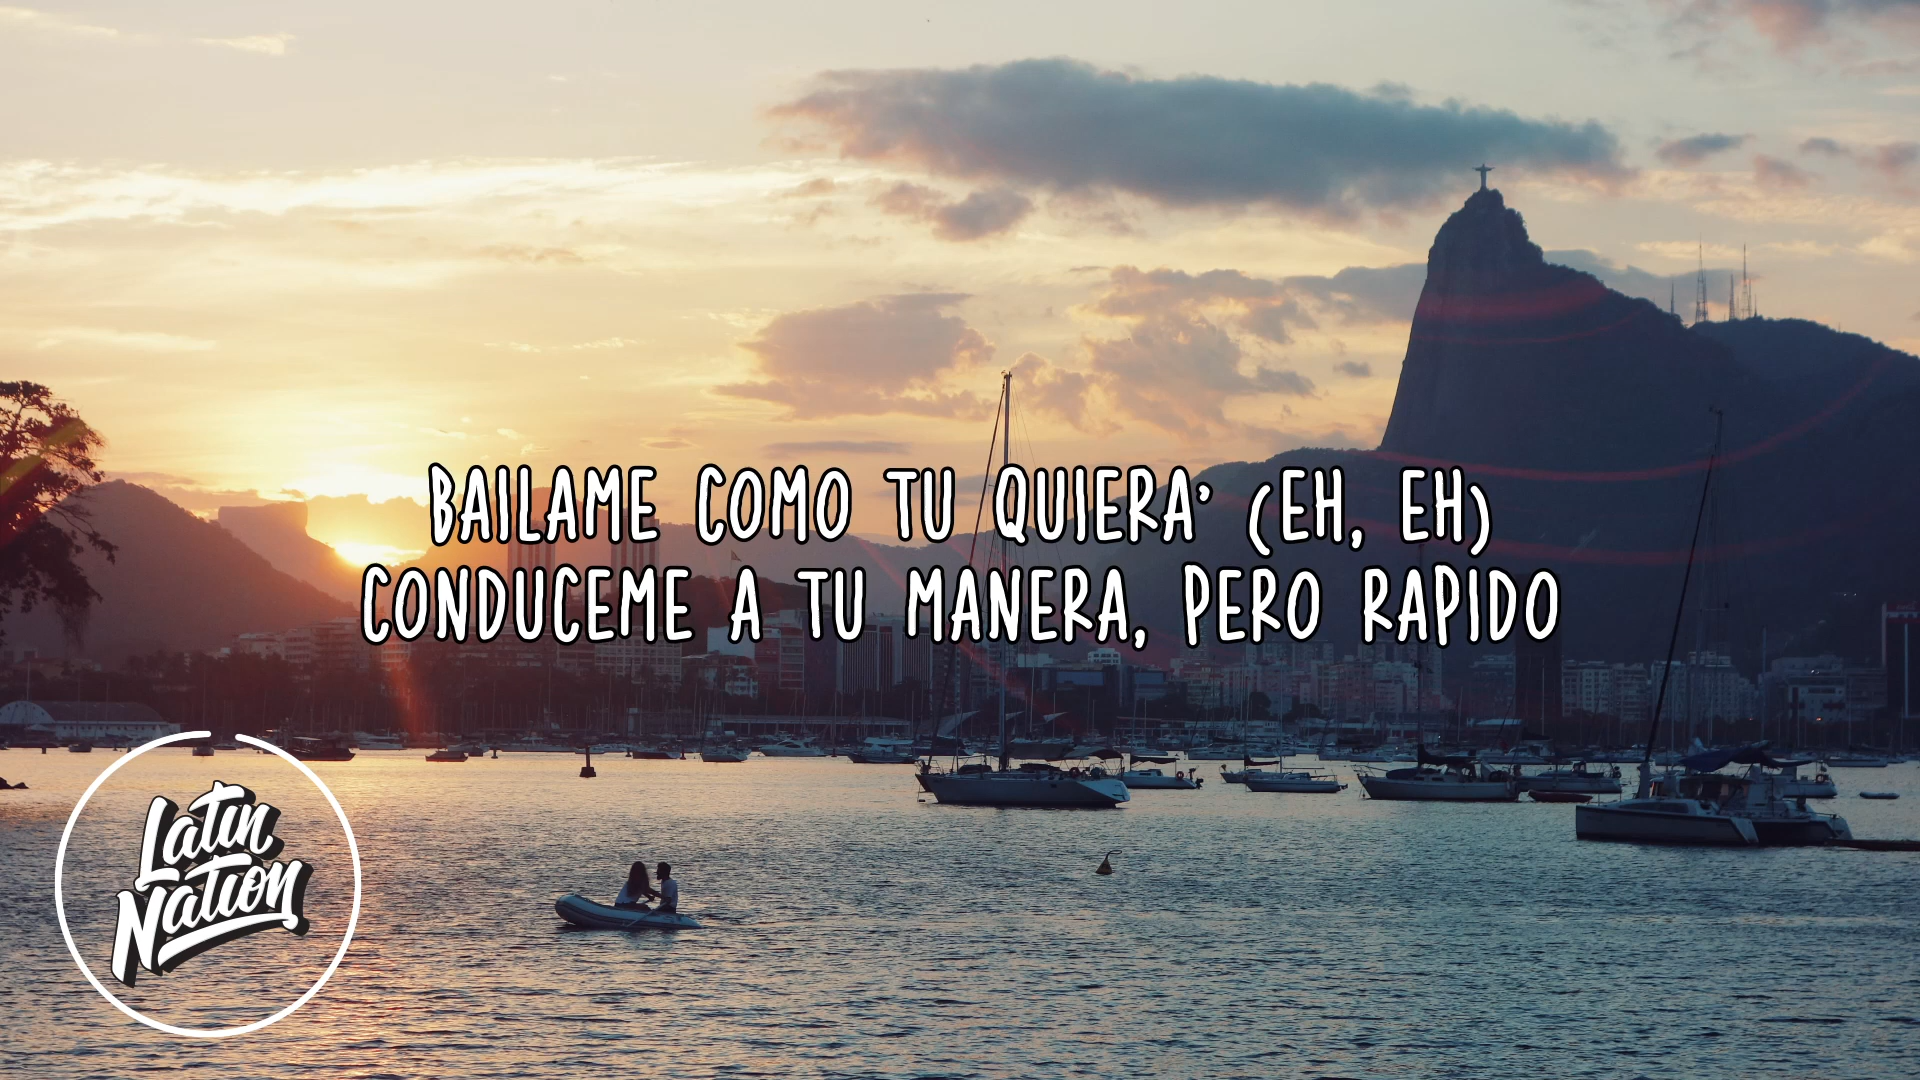 BAILAME COMO TU QUIERA' (EH, EH)
CONDUCEME A TU MANERA, PERO RAPIDO
Latin
Nation